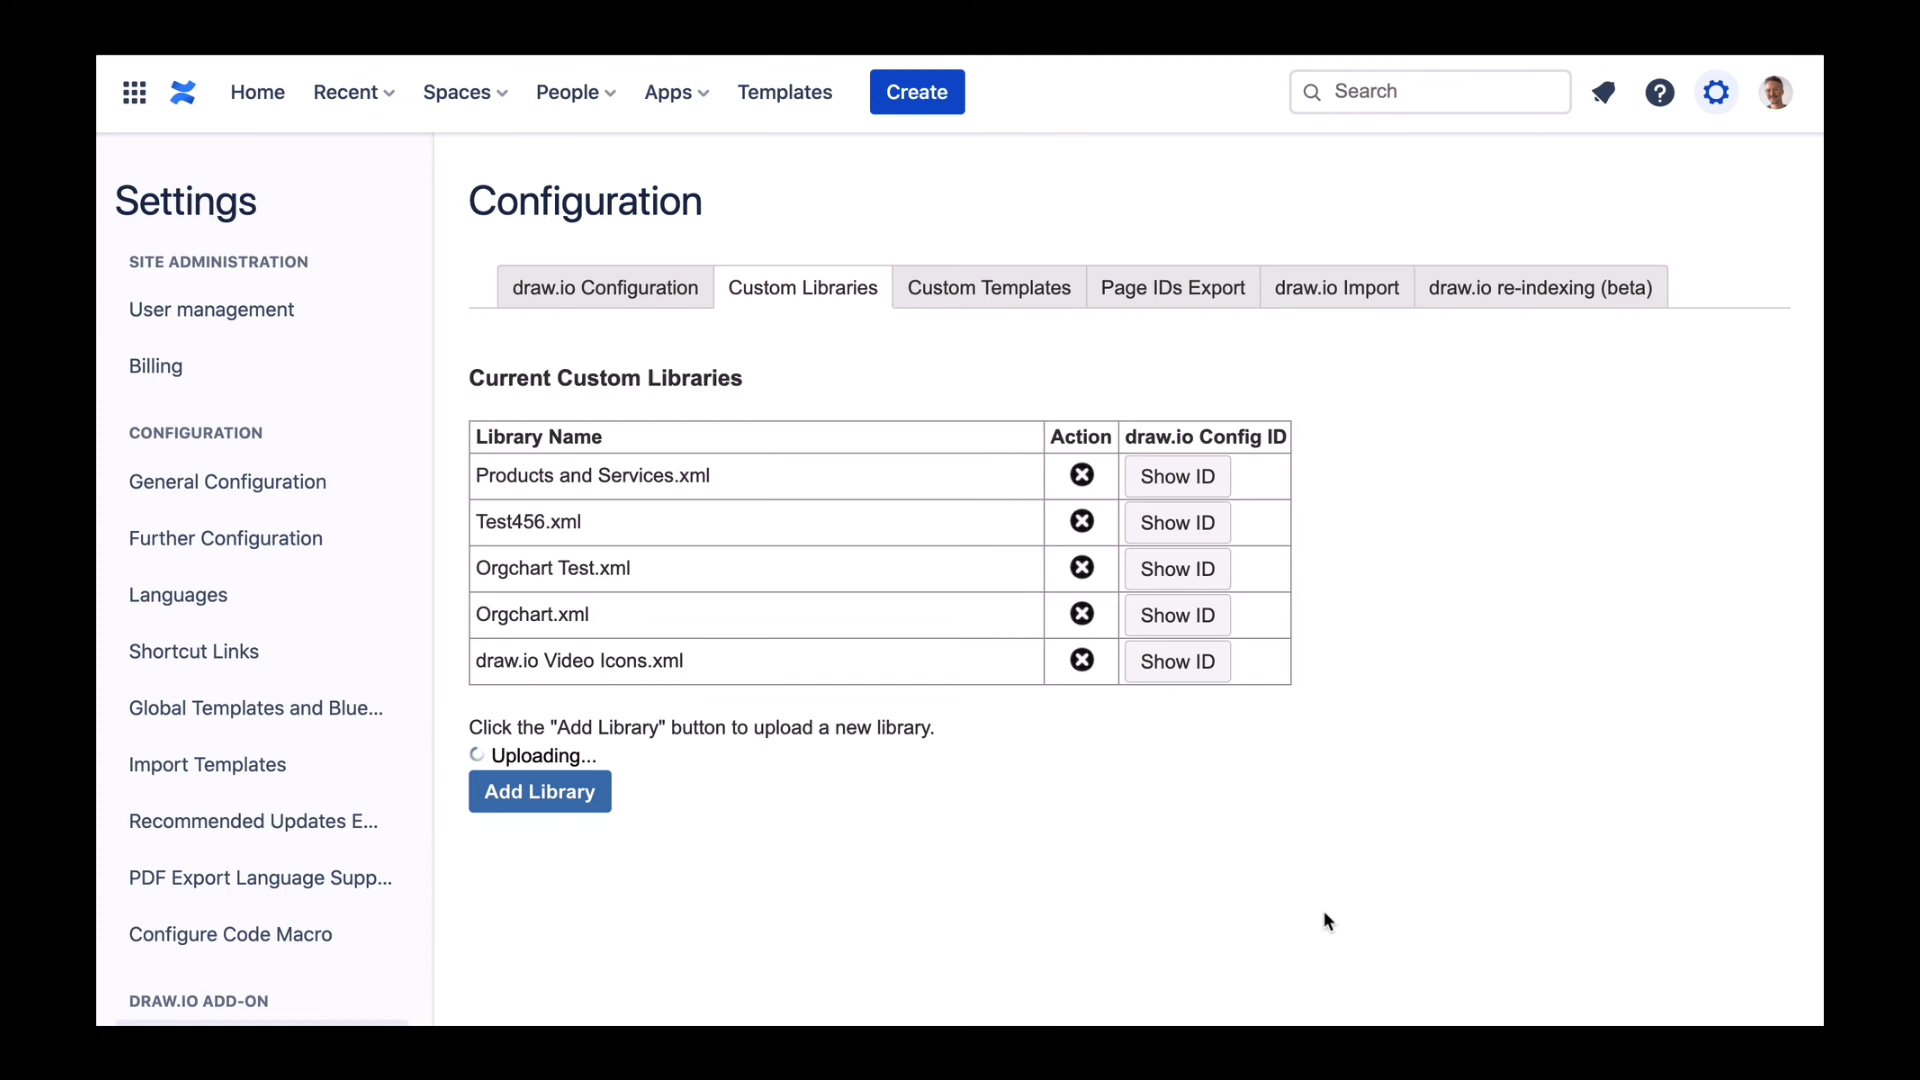 Home Recent Spaces People Apps Templates Create Search
Settings
SITE ADMINISTRATION
User management
Billing
CONFIGURATION
General Configuration
Further Configuration
Languages
Shortcut Links
Global Templates and Blue...
Import Templates
Recommended Updates E...
PDF Export Language Supp...
Configure Code Macro
DRAW.IO ADD-ON
Configuration
draw.io Configuration Custom Libraries Custom Templates Page IDs Export draw.io Import draw.io re-indexing (beta)
Current Custom Libraries
Library Name Action draw.io Config ID
Products and Services.xml Show ID
Test456.xml Show ID
Orgchart Test.xml Show ID
Orgchart.xml Show ID
draw.io Video Icons.xml Show ID
Click the "Add Library" button to upload a new library.
Uploading...
Add Library